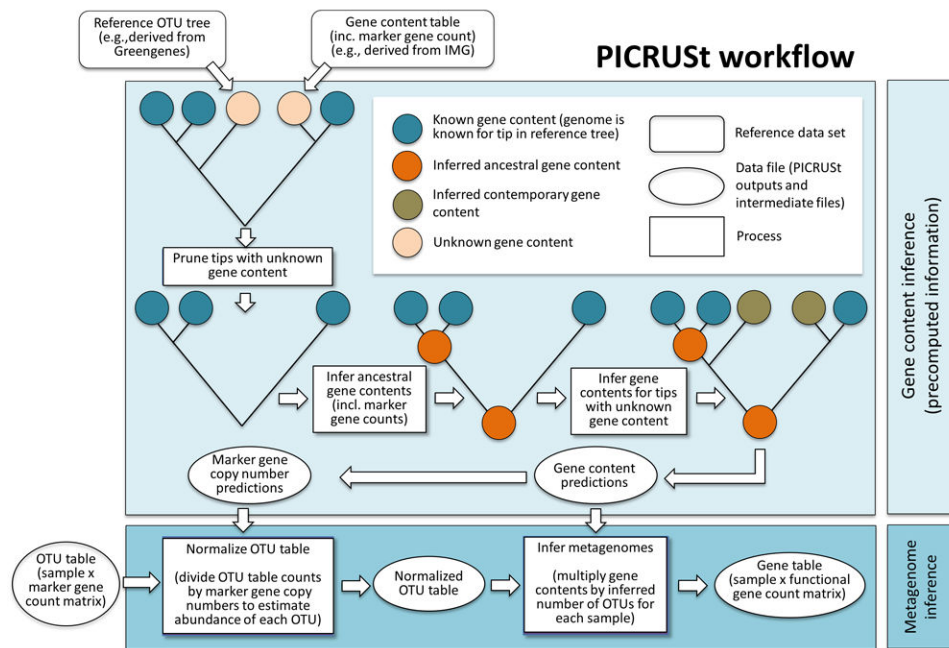 Reference OTU tree
(e.g.,derived from
Greengenes)
Gene content table
(inc. marker gene count)
(e.g., derived from IMG)
PICRUSt workflow
Known gene content (genome is
known for tip in reference tree)
Inferred ancestral gene content
Inferred contemporary gene
content
Unknown gene content
Reference data set
Data file (PICRUSt
outputs and
intermediate files)
Process
Prune tips with unknown
gene content
Infer ancestral
gene contents
(incl. marker
gene counts)
Infer gene
contents for tips
with unknown
gene content
Marker gene
copy number
predictions
Gene content
predictions
Gene content inference
(precomputed information)
OTU table
(sample x
marker gene
count matrix)
Normalize OTU table
(divide OTU table counts
by marker gene copy
numbers to estimate
abundance of each OTU)
Normalized
OTU table
Infer metagenomes
(multiply gene
contents by inferred
number of OTUs for
each sample)
Gene table
(sample x functional
gene count matrix)
Metagenome
inference